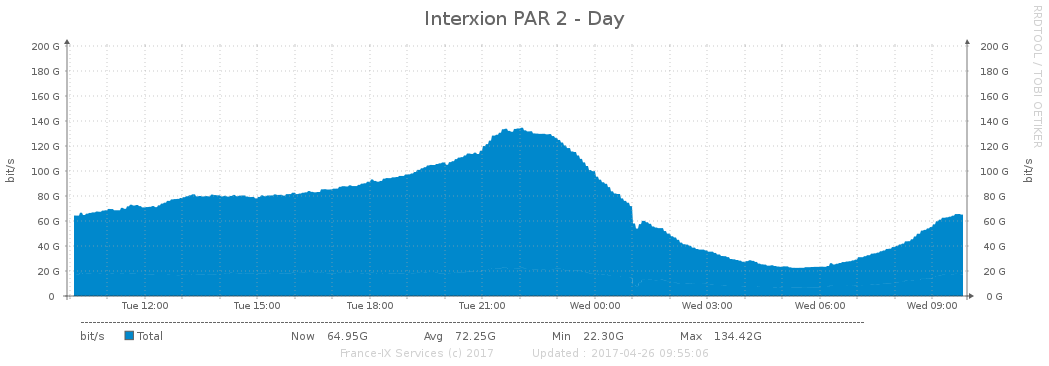 Interxion PAR 2 - Day
RRDTOOL / TOBI OETIKER
bit/s
200 G 200 G
180 G 180 G
160 G 160 G
140 G 140 G
120 G 120 G
100 G 100 G
80 G 80 G
60 G 60 G
40 G 40 G
20 G 20 G
0 0 G
bit/s
Tue 12:00 Tue 15:00 Tue 18:00 Tue 21:00 Wed 00:00 Wed 03:00 Wed 06:00 Wed 09:00
bit/s Total Now 64.95G Avg 72.25G Min 22.30G Max 134.42G
France-IX Services (c) 2017 Updated : 2017-04-26 09:55:06